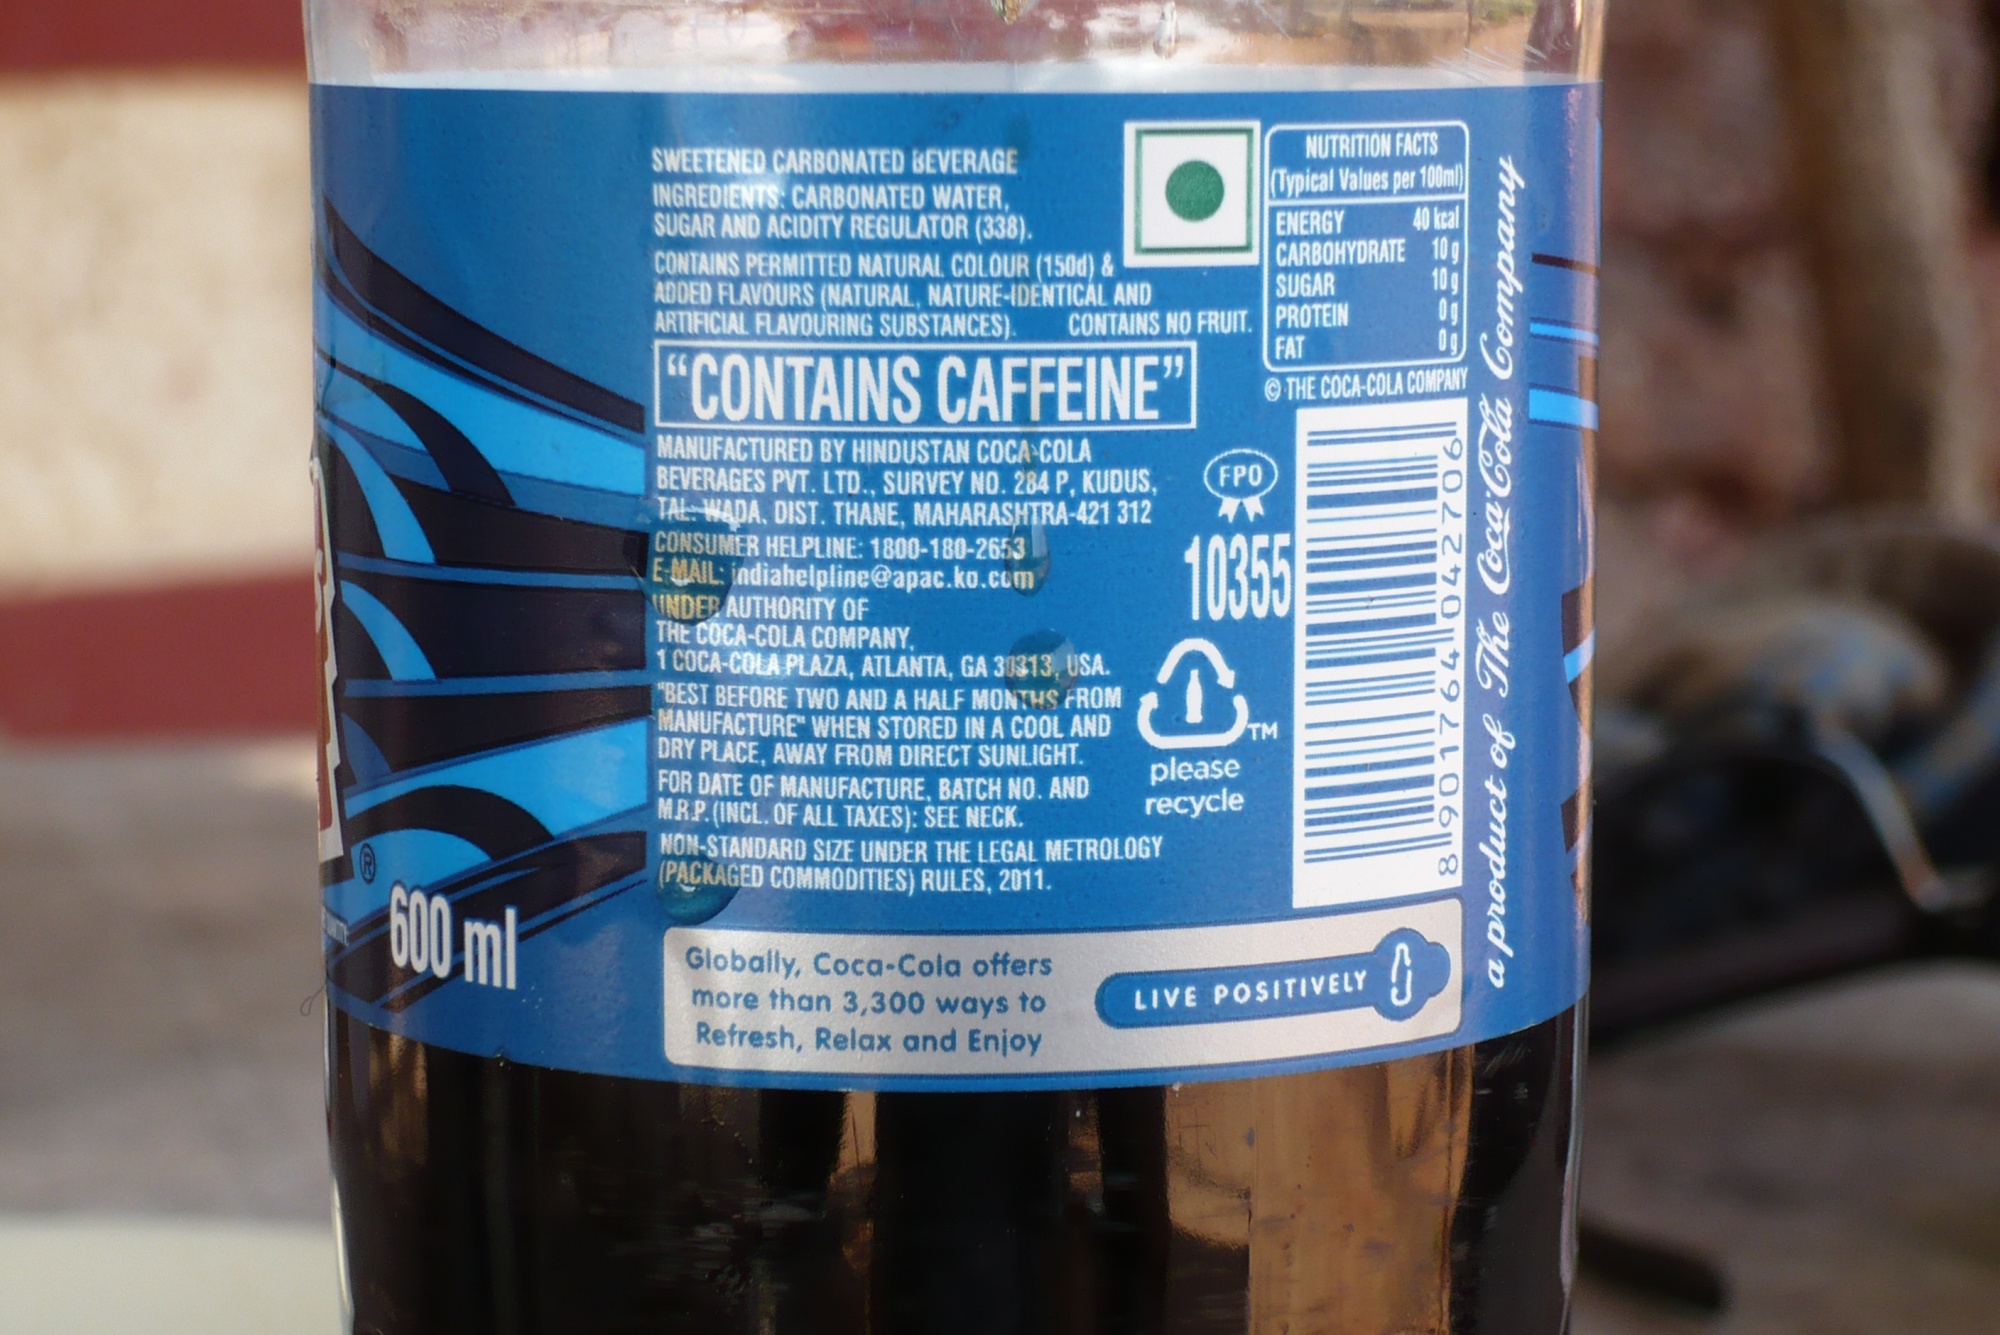 SWEETENED CARBONATED BEVERAGE
INGREDIENTS: CARBONATED WATER,
SUGAR AND ACIDITY REGULATOR (338).
CONTAINS PERMITTED NATURAL COLOUR (150d) &
ADDED FLAVOURS (NATURAL, NATURE-IDENTICAL AND
ARTIFICIAL FLAVOURING SUBSTANCES). CONTAINS NO FRUIT.
"CONTAINS CAFFEINE"
MANUFACTURED BY HINDUSTAN COCA-COLA
BEVERAGES PVT. LTD., SURVEY NO. 284 P, KUDUS,
TAL. WADA, DIST. THANE, MAHARASHTRA-421 312
CONSUMER HELPLINE: 1800-180-2653
E-MAIL: indiahelpline@apac.ko.com
UNDER AUTHORITY OF
THE COCA-COLA COMPANY,
1 COCA-COLA PLAZA, ATLANTA, GA 30313, USA.
"BEST BEFORE TWO AND A HALF MONTHS FROM
MANUFACTURE" WHEN STORED IN A COOL AND
DRY PLACE, AWAY FROM DIRECT SUNLIGHT.
FOR DATE OF MANUFACTURE, BATCH NO. AND
M.R.P. (INCL. OF ALL TAXES): SEE NECK.
NON-STANDARD SIZE UNDER THE LEGAL METROLOGY
(PACKAGED COMMODITIES) RULES, 2011.
NUTRITION FACTS
(Typical Values per 100ml)
ENERGY 40 kcal
CARBOHYDRATE 10 g
SUGAR 10 g
PROTEIN 0 g
FAT 0 g
© THE COCA-COLA COMPANY
FPO
10355
TM
please
recycle
8 901764 042706
a product of The Coca-Cola Company
®
600 ml
Globally, Coca-Cola offers
more than 3,300 ways to
Refresh, Relax and Enjoy
LIVE POSITIVELY